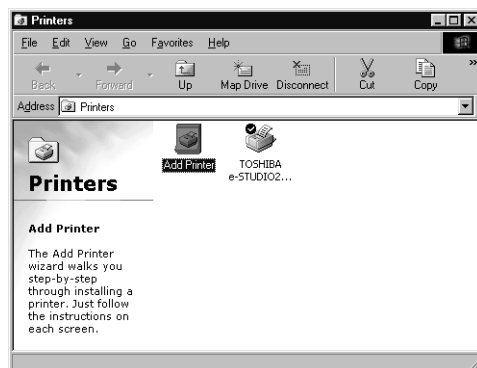 Printers
File Edit View Go Favorites Help
Back Forward Up Map Drive Disconnect Cut Copy »
Address Printers
Add Printer
TOSHIBA
e-STUDIO2...
Printers
Add Printer
The Add Printer
wizard walks you
step-by-step
through installing a
printer. Just follow
the instructions on
each screen.